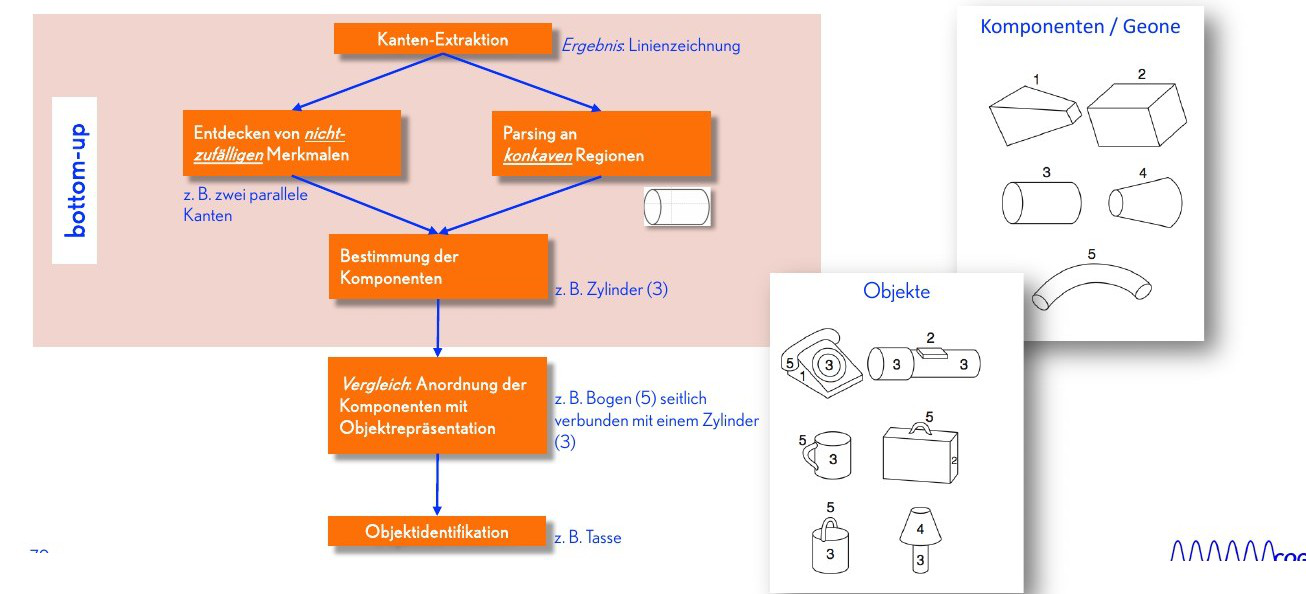 Kanten-Extraktion
Ergebnis: Linienzeichnung
bottom-up
Entdecken von nicht-
zufälligen Merkmalen
Parsing an
konkaven Regionen
z. B. zwei parallele
Kanten
Bestimmung der
Komponenten
z. B. Zylinder (3)
Vergleich: Anordnung der
Komponenten mit
Objektrepräsentation
z. B. Bogen (5) seitlich
verbunden mit einem Zylinder
(3)
Objektidentifikation
z. B. Tasse
Komponenten / Geone
1
2
3
4
5
Objekte
5
1
3
2
3
3
5
3
5
2
5
3
4
3